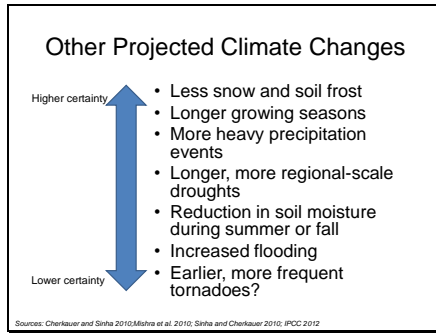 Other Projected Climate Changes
Higher certainty
• Less snow and soil frost
• Longer growing seasons
• More heavy precipitation
events
• Longer, more regional-scale
droughts
• Reduction in soil moisture
during summer or fall
• Increased flooding
• Earlier, more frequent
tornadoes?
Lower certainty
Sources: Cherkauer and Sinha 2010;Mishra et al. 2010; Sinha and Cherkauer 2010; IPCC 2012